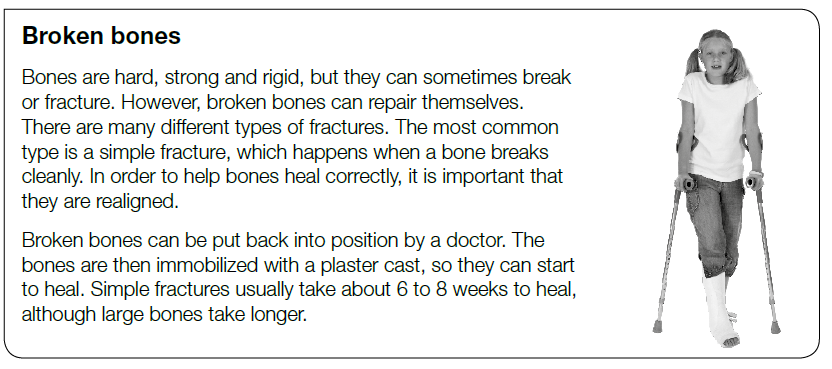 Broken bones
Bones are hard, strong and rigid, but they can sometimes break
or fracture. However, broken bones can repair themselves.
There are many different types of fractures. The most common
type is a simple fracture, which happens when a bone breaks
cleanly. In order to help bones heal correctly, it is important that
they are realigned.
Broken bones can be put back into position by a doctor. The
bones are then immobilized with a plaster cast, so they can start
to heal. Simple fractures usually take about 6 to 8 weeks to heal,
although large bones take longer.